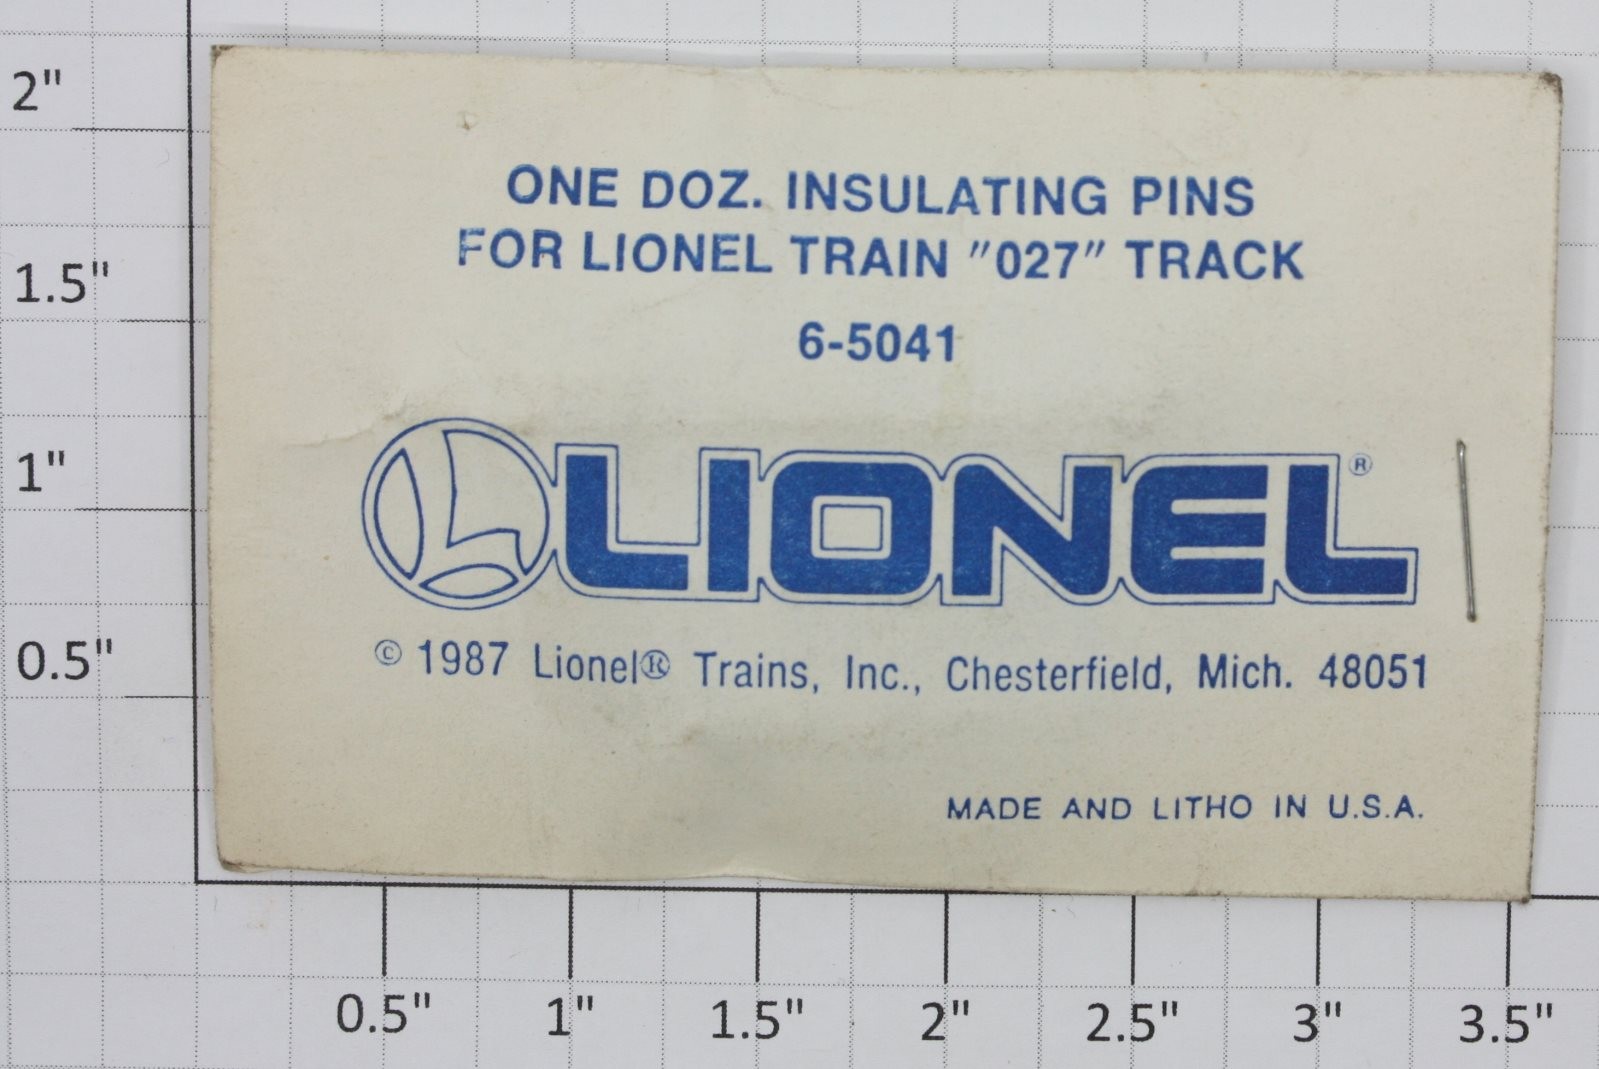 2"
1.5"
1"
0.5"
ONE DOZ. INSULATING PINS
FOR LIONEL TRAIN "027" TRACK
6-5041
L LIONEL®
© 1987 Lionel® Trains, Inc., Chesterfield, Mich. 48051
MADE AND LITHO IN U.S.A.
0.5" 1" 1.5" 2" 2.5" 3" 3.5"